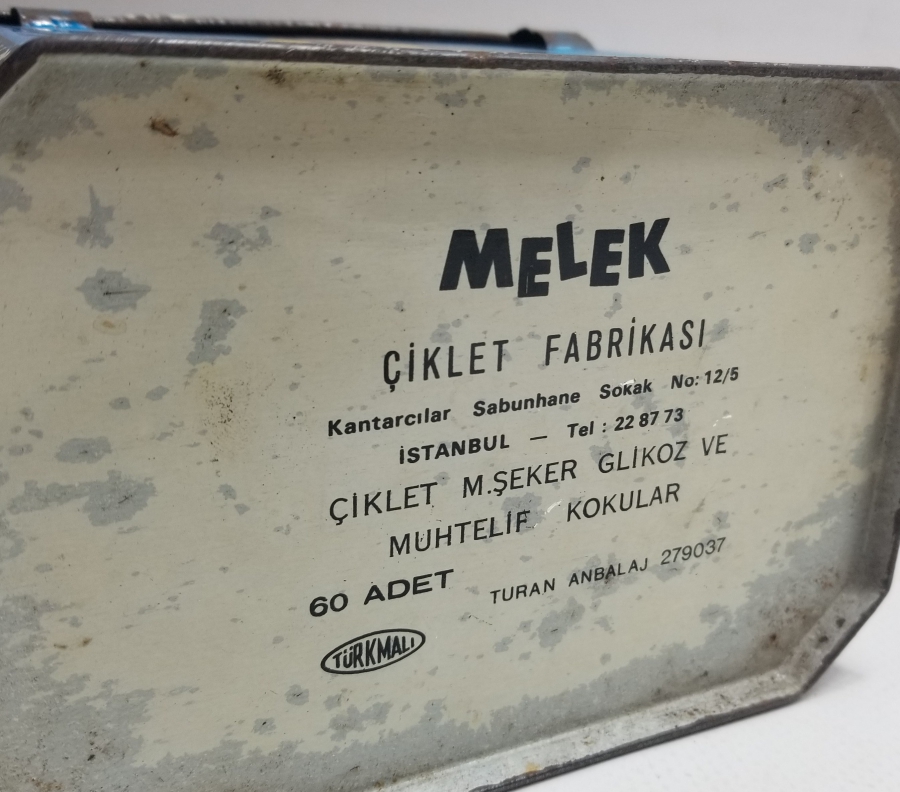 MELEK
ÇİKLET FABRİKASI
Kantarcılar Sabunhane Sokak No: 12/5
İSTANBUL — Tel : 22 87 73
ÇİKLET M.ŞEKER GLİKOZ VE
MUHTELİF KOKULAR
60 ADET
TURAN ANBALAJ 279037
TÜRKMALI